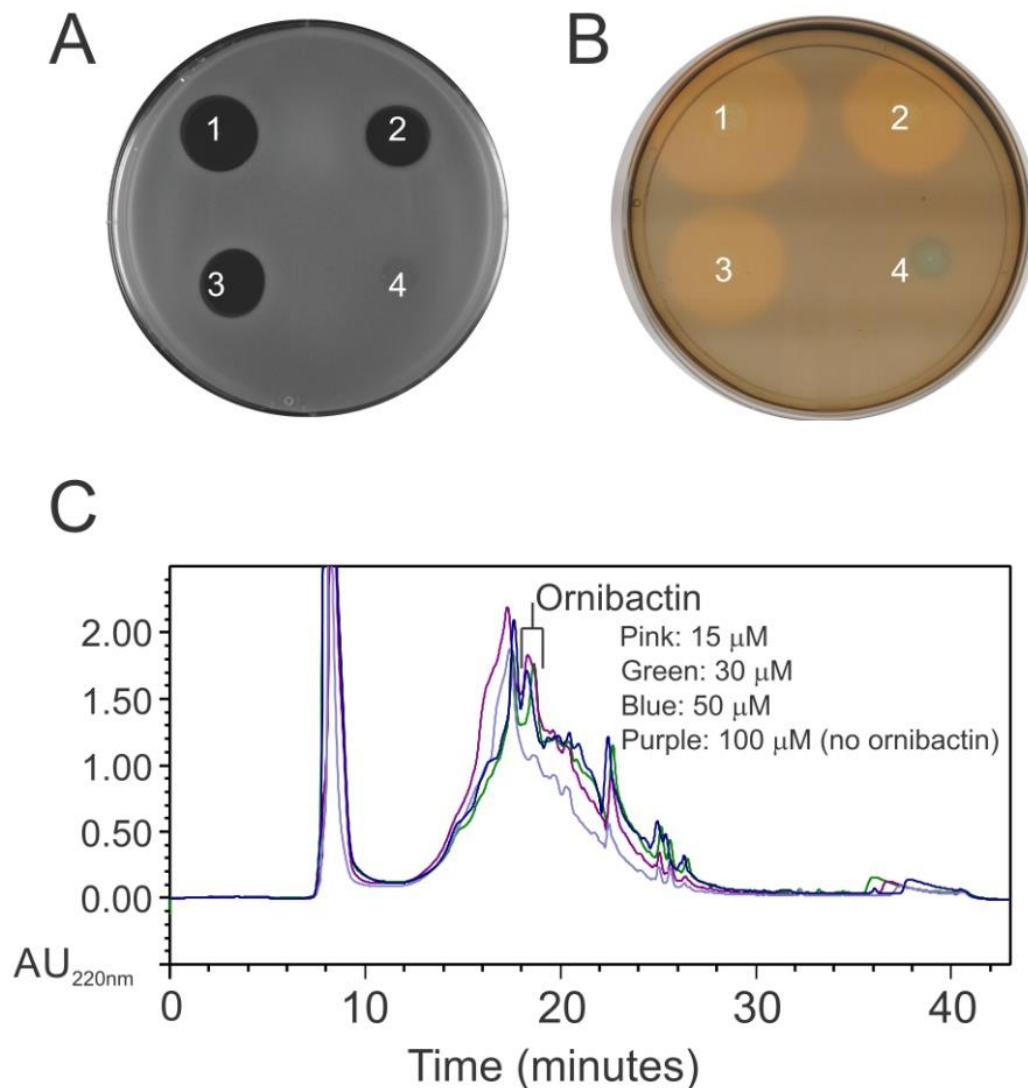 A
B
1
2
3
4
1
2
3
4
C
Ornibactin
Pink: 15 μM
Green: 30 μM
Blue: 50 μM
Purple: 100 μM (no ornibactin)
2.00
1.50
1.00
0.50
0.00
AU220nm
0 10 20 30 40
Time (minutes)